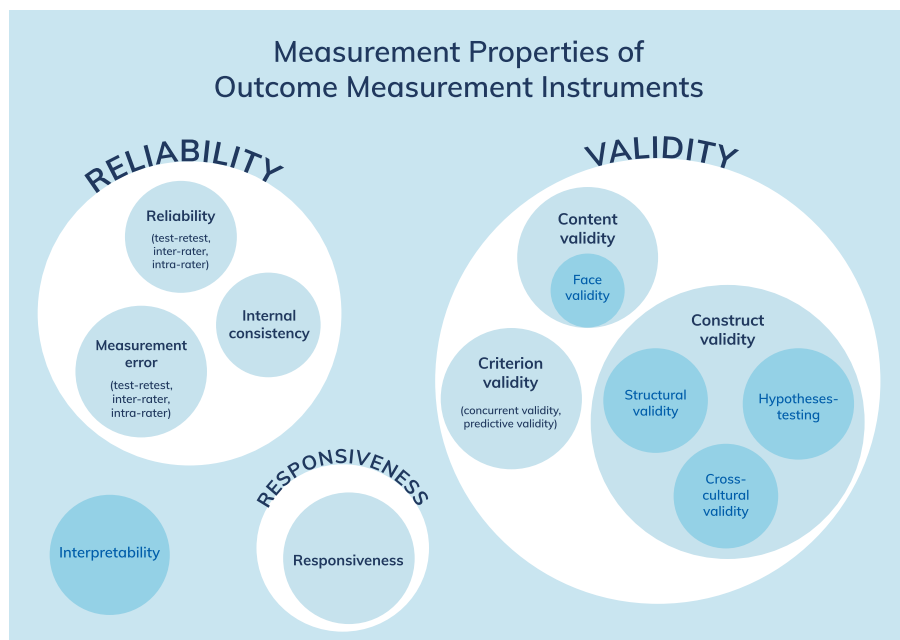 Measurement Properties of
Outcome Measurement Instruments
RELIABILITY
Reliability
(test-retest,
inter-rater,
intra-rater)
Internal
consistency
Measurement
error
(test-retest,
inter-rater,
intra-rater)
VALIDITY
Content
validity
Face
validity
Criterion
validity
(concurrent validity,
predictive validity)
Construct
validity
Structural
validity
Hypotheses-
testing
Cross-
cultural
validity
RESPONSIVENESS
Responsiveness
Interpretability